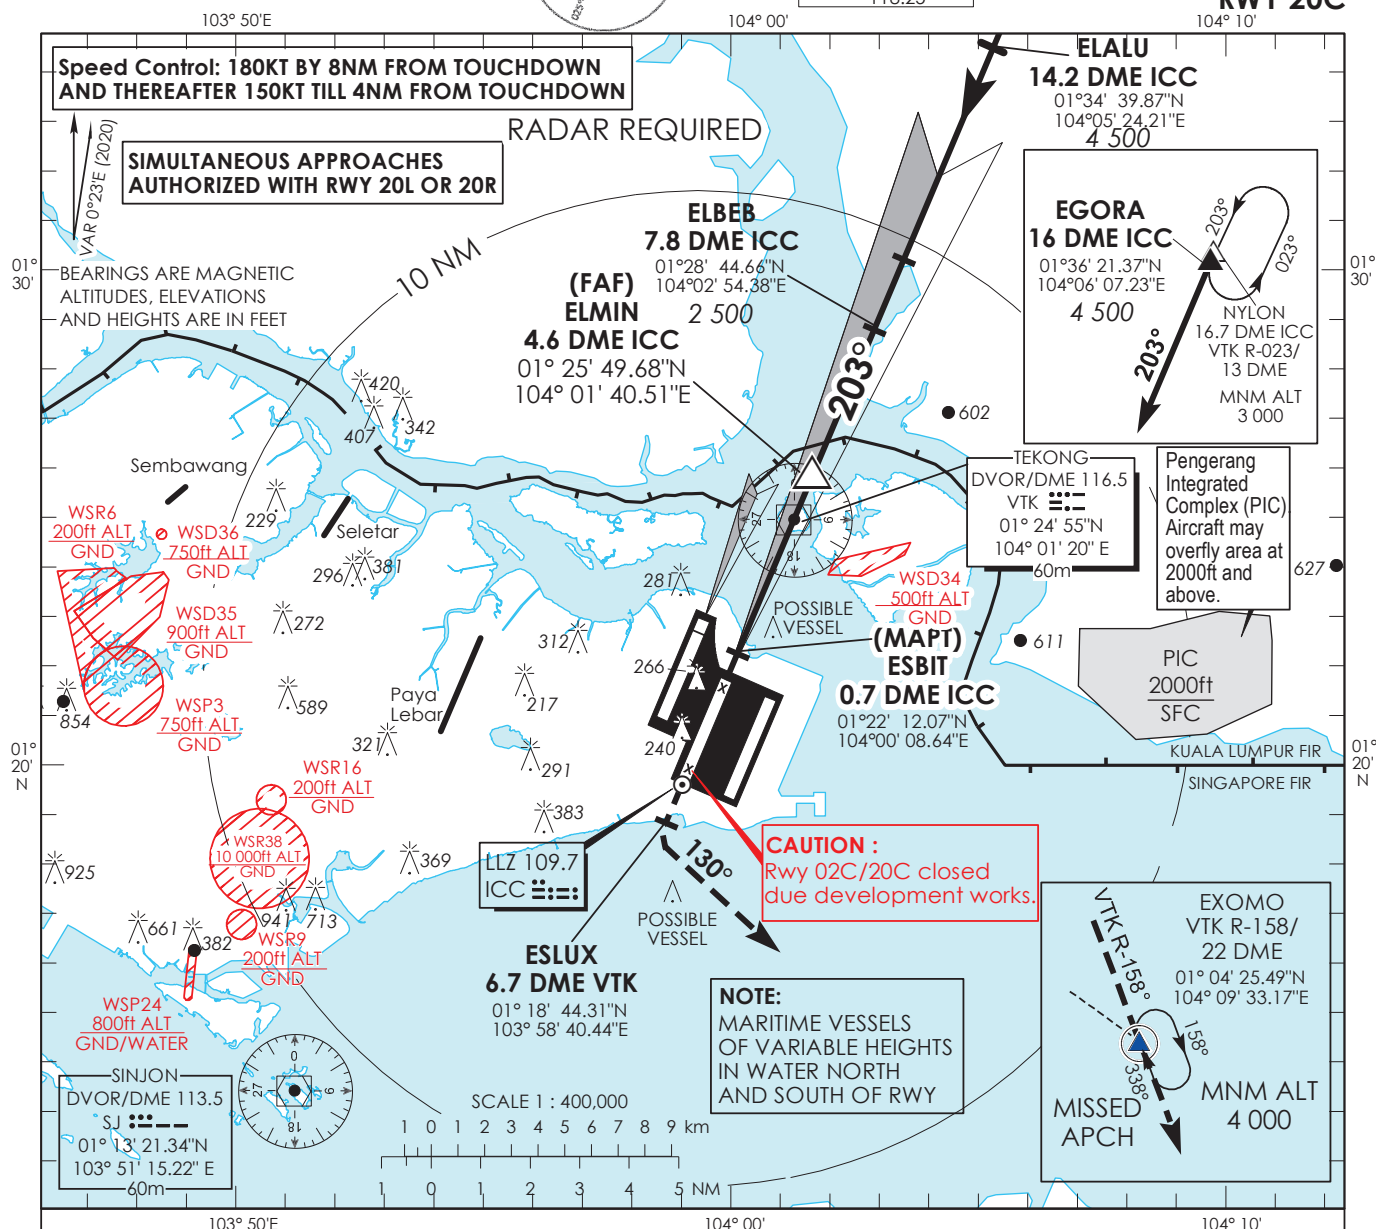 RWY 20C
103° 50'E
104° 00'
104° 10'
025°
Speed Control: 180KT BY 8NM FROM TOUCHDOWN
AND THEREAFTER 150KT TILL 4NM FROM TOUCHDOWN
RADAR REQUIRED
VAR 0°23'E (2020)
SIMULTANEOUS APPROACHES
AUTHORIZED WITH RWY 20L OR 20R
BEARINGS ARE MAGNETIC
ALTITUDES, ELEVATIONS
AND HEIGHTS ARE IN FEET
10 NM
ELALU
14.2 DME ICC
01°34' 39.87"N
104°05' 24.21"E
4 500
ELBEB
7.8 DME ICC
01°28' 44.66"N
104°02' 54.38"E
2 500
(FAF)
ELMIN
4.6 DME ICC
01° 25' 49.68"N
104° 01' 40.51"E
203°
EGORA
16 DME ICC
01°36' 21.37"N
104°06' 07.23"E
4 500
203°
023°
203°
NYLON
16.7 DME ICC
VTK R-023/
13 DME
MNM ALT
3 000
01°
30'
01°
30'
420
407
342
602
Sembawang
229
Seletar
296
381
TEKONG
DVOR/DME 116.5
VTK
01° 24' 55"N
104° 01' 20" E
60m
27
9
18
Pengerang
Integrated
Complex (PIC).
Aircraft may
overfly area at
2000ft and
above.
627
WSR6
200ft ALT
GND
WSD36
750ft ALT
GND
WSD35
900ft ALT
GND
WSP3
750ft ALT
GND
WSD34
500ft ALT
GND
281
272
312
266
POSSIBLE
VESSEL
(MAPT)
ESBIT
0.7 DME ICC
01°22' 12.07"N
104°00' 08.64"E
611
PIC
2000ft
SFC
854
589
Paya
Lebar
217
321
291
240
x
x
KUALA LUMPUR FIR
SINGAPORE FIR
01°
20'
N
01°
20'
N
WSR16
200ft ALT
GND
WSR38
10 000ft ALT
GND
383
369
925
941
713
661
382
WSR9
200ft ALT
GND
WSP24
800ft ALT
GND/WATER
LLZ 109.7
ICC
130°
CAUTION :
Rwy 02C/20C closed
due development works.
POSSIBLE
VESSEL
ESLUX
6.7 DME VTK
01° 18' 44.31"N
103° 58' 40.44"E
NOTE:
MARITIME VESSELS
OF VARIABLE HEIGHTS
IN WATER NORTH
AND SOUTH OF RWY
VTK R-158°
EXOMO
VTK R-158/
22 DME
01° 04' 25.49"N
104° 09' 33.17"E
158°
338°
MISSED
APCH
MNM ALT
4 000
SINJON
DVOR/DME 113.5
SJ
01° 13' 21.34"N
103° 51' 15.22" E
60m
0
27
9
18
SCALE 1 : 400,000
1 0 1 2 3 4 5 6 7 8 9 km
1 0 1 2 3 4 5 NM
103° 50'E
104° 00'
104° 10'